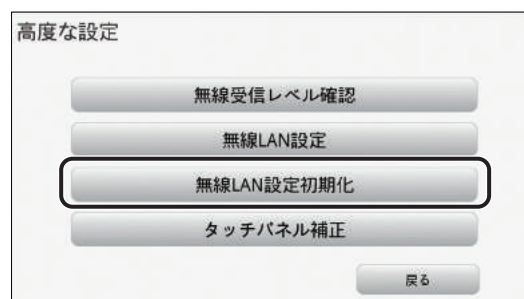 高度な設定
無線受信レベル確認
無線LAN設定
無線LAN設定初期化
タッチパネル補正
戻る